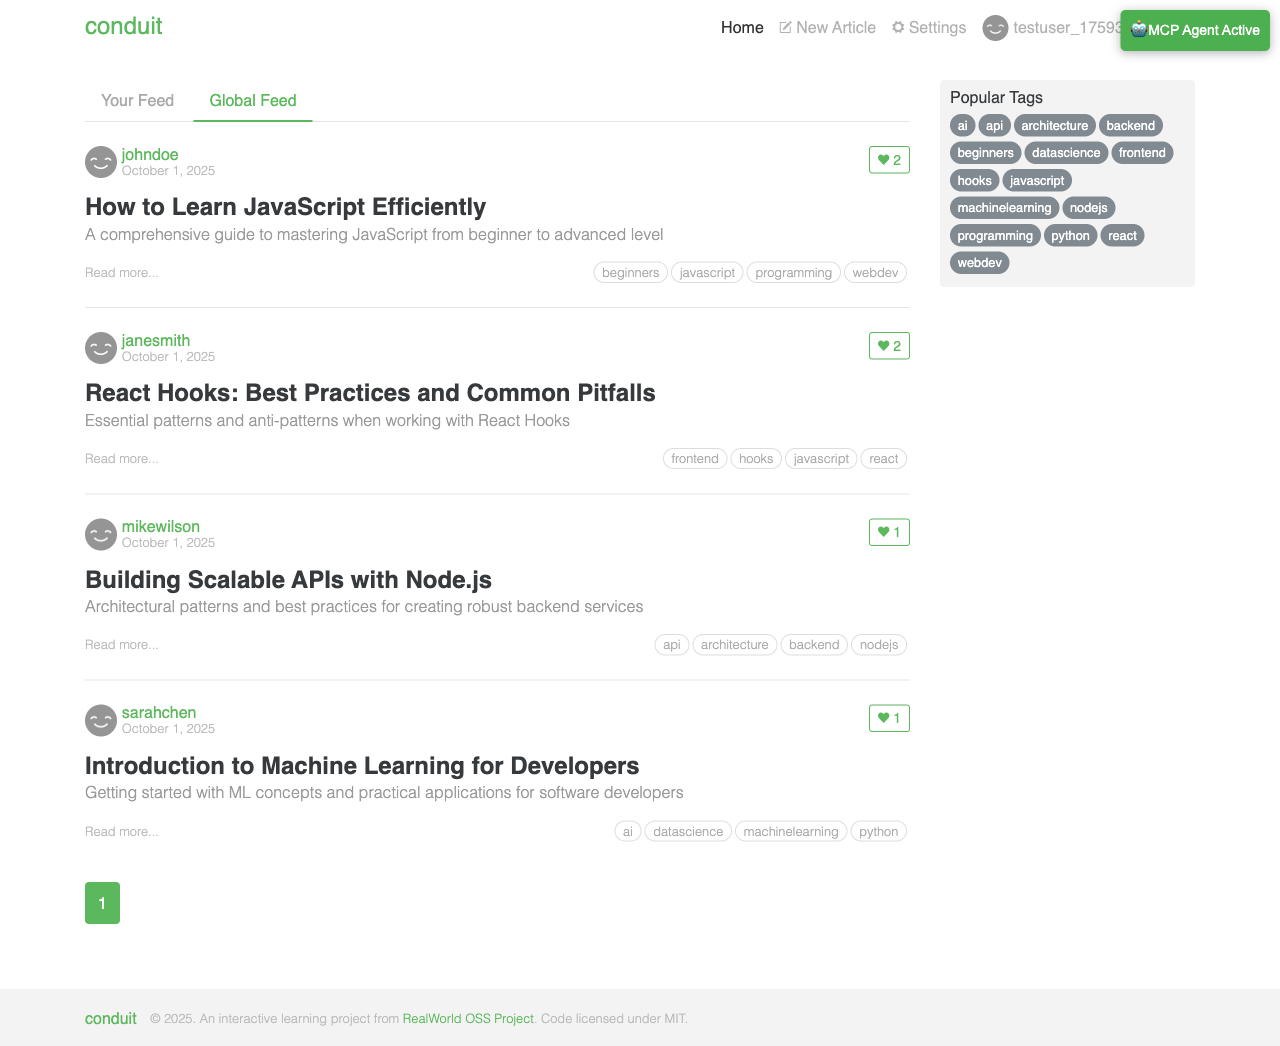 conduit
Home
New Article
Settings
testuser_1759
MCP Agent Active
Your Feed
Global Feed
johndoe
October 1, 2025
2
How to Learn JavaScript Efficiently
A comprehensive guide to mastering JavaScript from beginner to advanced level
Read more...
beginners
javascript
programming
webdev
janesmith
October 1, 2025
2
React Hooks: Best Practices and Common Pitfalls
Essential patterns and anti-patterns when working with React Hooks
Read more...
frontend
hooks
javascript
react
mikewilson
October 1, 2025
1
Building Scalable APIs with Node.js
Architectural patterns and best practices for creating robust backend services
Read more...
api
architecture
backend
nodejs
sarahchen
October 1, 2025
1
Introduction to Machine Learning for Developers
Getting started with ML concepts and practical applications for software developers
Read more...
ai
datascience
machinelearning
python
1
Popular Tags
ai api architecture backend
beginners datascience frontend
hooks javascript
machinelearning nodejs
programming python react
webdev
conduit © 2025. An interactive learning project from RealWorld OSS Project. Code licensed under MIT.